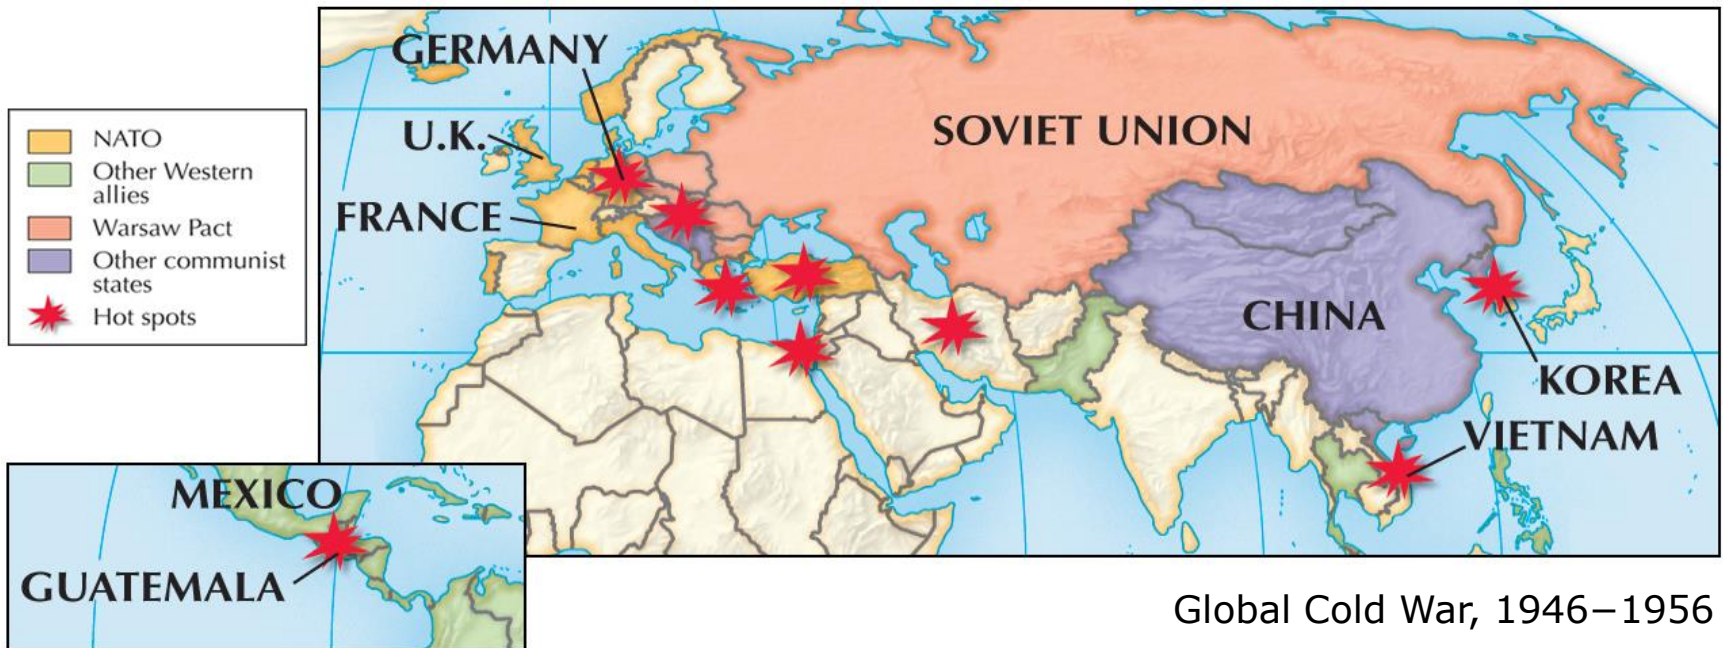 GERMANY
U.K.
FRANCE
SOVIET UNION
CHINA
KOREA
VIETNAM
NATO
Other Western
allies
Warsaw Pact
Other communist
states
Hot spots
MEXICO
GUATEMALA
Global Cold War, 1946−1956